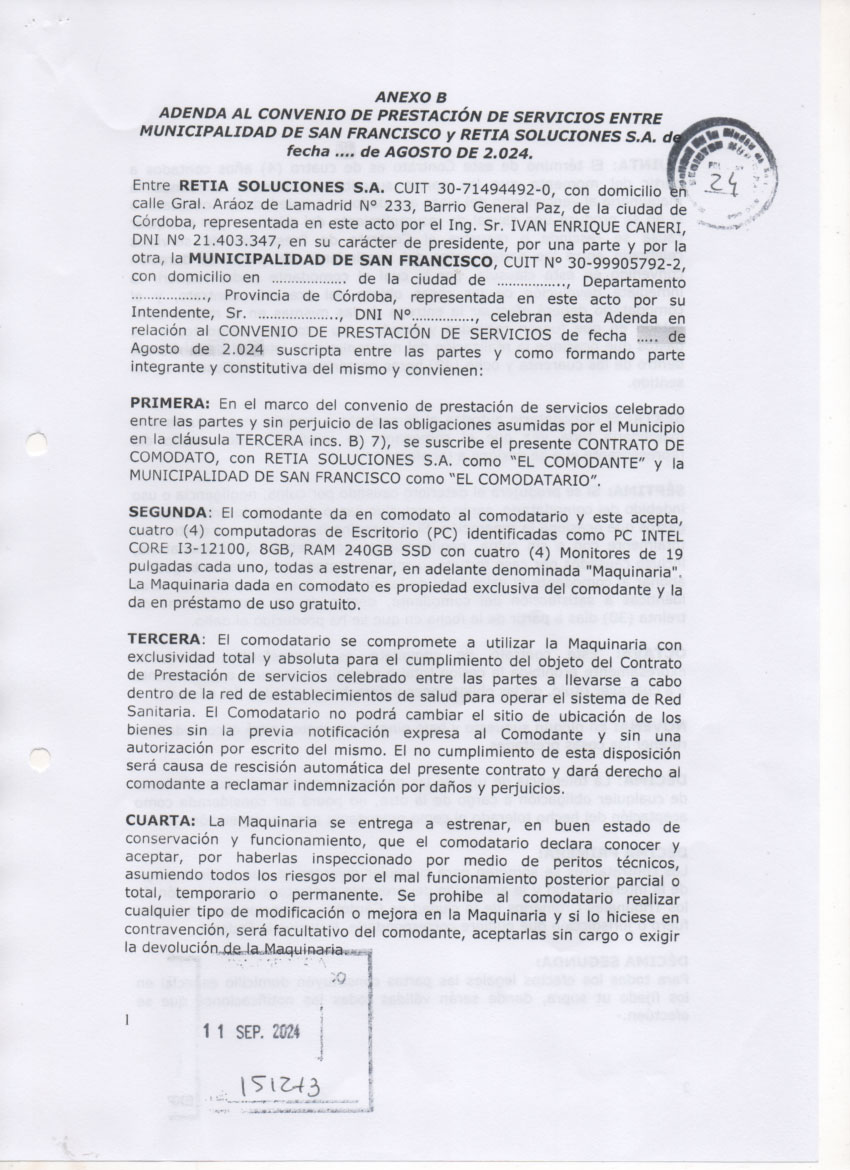 ANEXO B
ADENDA AL CONVENIO DE PRESTACIÓN DE SERVICIOS ENTRE
MUNICIPALIDAD DE SAN FRANCISCO y RETIA SOLUCIONES S.A. de
fecha .... de AGOSTO DE 2.024.
24
Entre RETIA SOLUCIONES S.A. CUIT 30-71494492-0, con domicilio en
calle Gral. Aráoz de Lamadrid N° 233, Barrio General Paz, de la ciudad de
Córdoba, representada en este acto por el Ing. Sr. IVAN ENRIQUE CANERI,
DNI N° 21.403.347, en su carácter de presidente, por una parte y por la
otra, la MUNICIPALIDAD DE SAN FRANCISCO, CUIT N° 30-99905792-2,
con domicilio en .................. de la ciudad de .................., Departamento
.................., Provincia de Córdoba, representada en este acto por su
Intendente, Sr. ...................., DNI N°..............., celebran esta Adenda en
relación al CONVENIO DE PRESTACIÓN DE SERVICIOS de fecha ..... de
Agosto de 2.024 suscripta entre las partes y como formando parte
integrante y constitutiva del mismo y convienen:
PRIMERA: En el marco del convenio de prestación de servicios celebrado
entre las partes y sin perjuicio de las obligaciones asumidas por el Municipio
en la cláusula TERCERA incs. B) 7), se suscribe el presente CONTRATO DE
COMODATO, con RETIA SOLUCIONES S.A. como “EL COMODANTE” y la
MUNICIPALIDAD DE SAN FRANCISCO como “EL COMODATARIO”.
SEGUNDA: El comodante da en comodato al comodatario y este acepta,
cuatro (4) computadoras de Escritorio (PC) identificadas como PC INTEL
CORE I3-12100, 8GB, RAM 240GB SSD con cuatro (4) Monitores de 19
pulgadas cada uno, todas a estrenar, en adelante denominada "Maquinaria".
La Maquinaria dada en comodato es propiedad exclusiva del comodante y la
da en préstamo de uso gratuito.
TERCERA: El comodatario se compromete a utilizar la Maquinaria con
exclusividad total y absoluta para el cumplimiento del objeto del Contrato
de Prestación de servicios celebrado entre las partes a llevarse a cabo
dentro de la red de establecimientos de salud para operar el sistema de Red
Sanitaria. El Comodatario no podrá cambiar el sitio de ubicación de los
bienes sin la previa notificación expresa al Comodante y sin una
autorización por escrito del mismo. El no cumplimiento de esta disposición
será causa de rescisión automática del presente contrato y dará derecho al
comodante a reclamar indemnización por daños y perjuicios.
CUARTA: La Maquinaria se entrega a estrenar, en buen estado de
conservación y funcionamiento, que el comodatario declara conocer y
aceptar, por haberlas inspeccionado por medio de peritos técnicos,
asumiendo todos los riesgos por el mal funcionamiento posterior parcial o
total, temporario o permanente. Se prohibe al comodatario realizar
cualquier tipo de modificación o mejora en la Maquinaria y si lo hiciese en
contravención, será facultativo del comodante, aceptarlas sin cargo o exigir
la devolución de la Maquinaria.
1
11 SEP. 2024